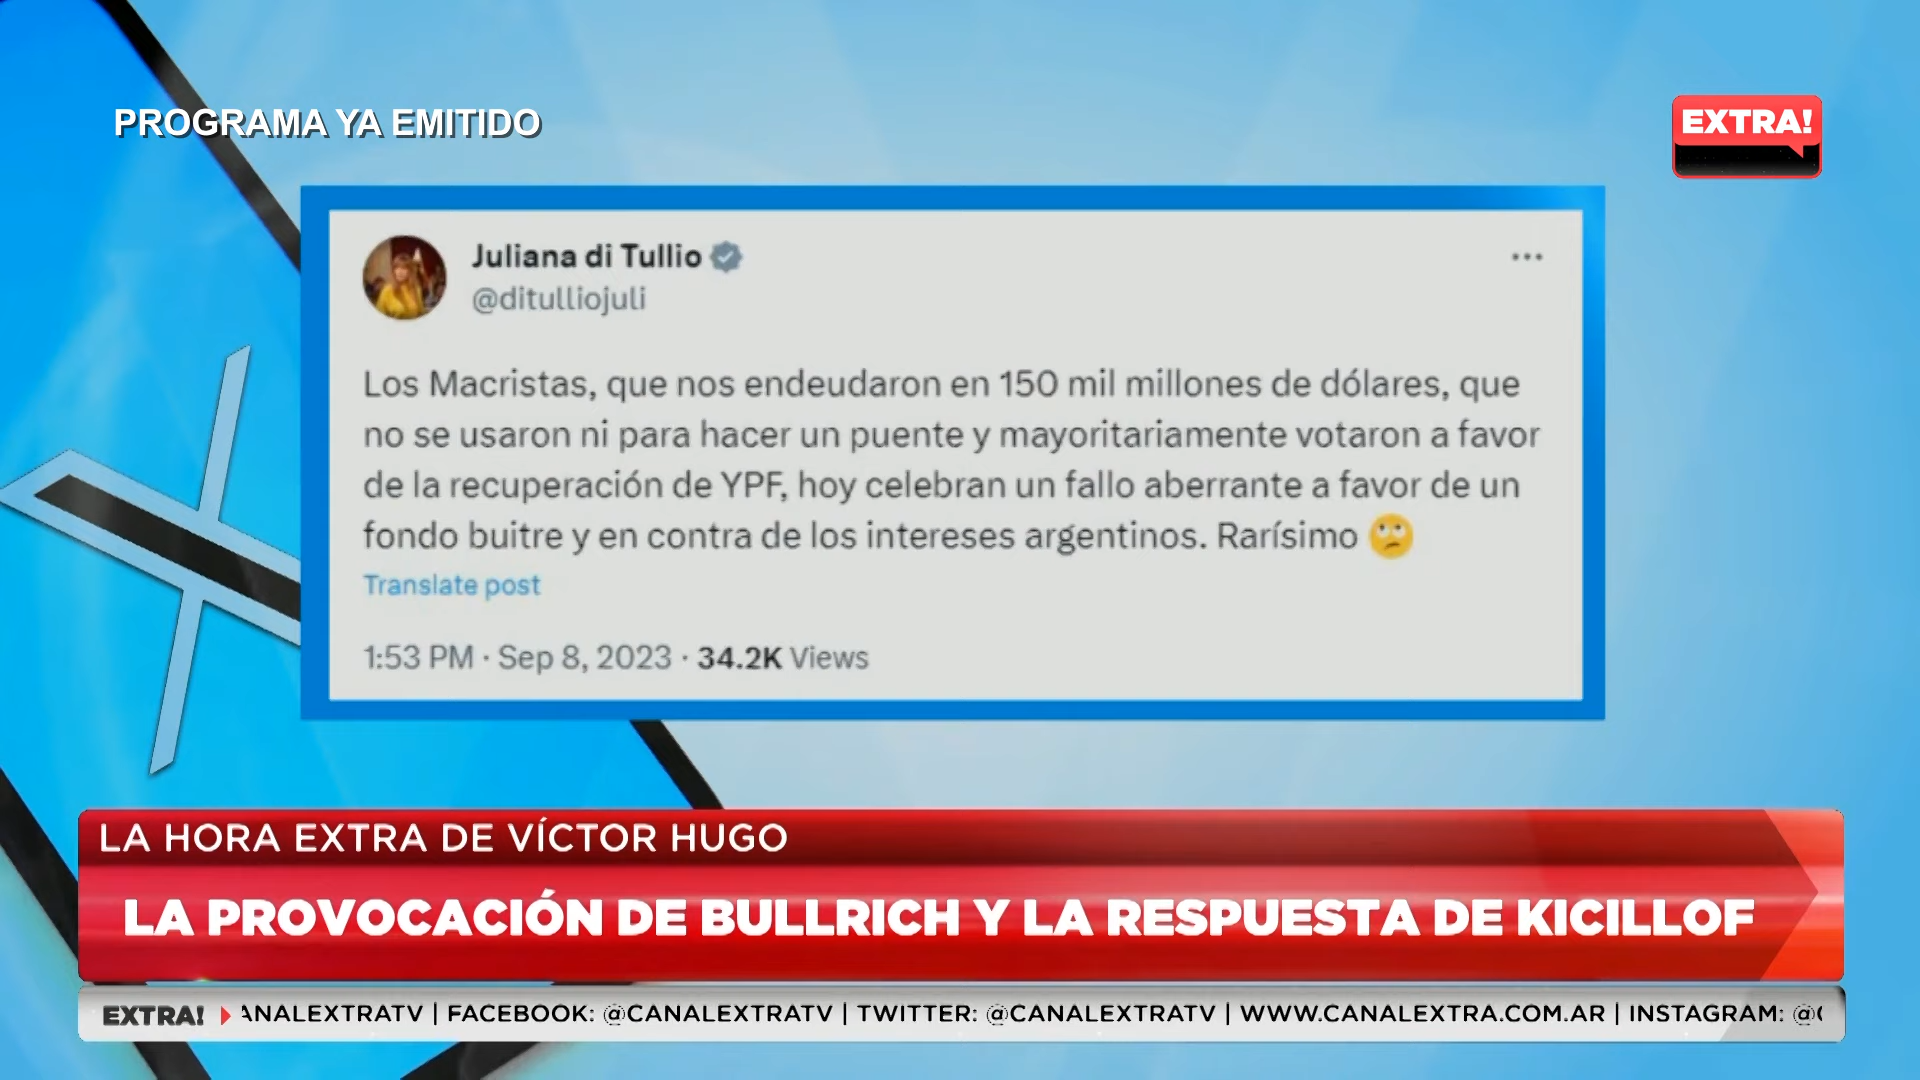 PROGRAMA YA EMITIDO
EXTRA!
Juliana di Tullio
@ditulliojuli
Los Macristas, que nos endeudaron en 150 mil millones de dólares, que
no se usaron ni para hacer un puente y mayoritariamente votaron a favor
de la recuperación de YPF, hoy celebran un fallo aberrante a favor de un
fondo buitre y en contra de los intereses argentinos. Rarísimo 🙄
Translate post
1:53 PM · Sep 8, 2023 · 34.2K Views
LA HORA EXTRA DE VÍCTOR HUGO
LA PROVOCACIÓN DE BULLRICH Y LA RESPUESTA DE KICILLOF
EXTRA! ANALEXTRATV | FACEBOOK: @CANALEXTRATV | TWITTER: @CANALEXTRATV | WWW.CANALEXTRA.COM.AR | INSTAGRAM: @